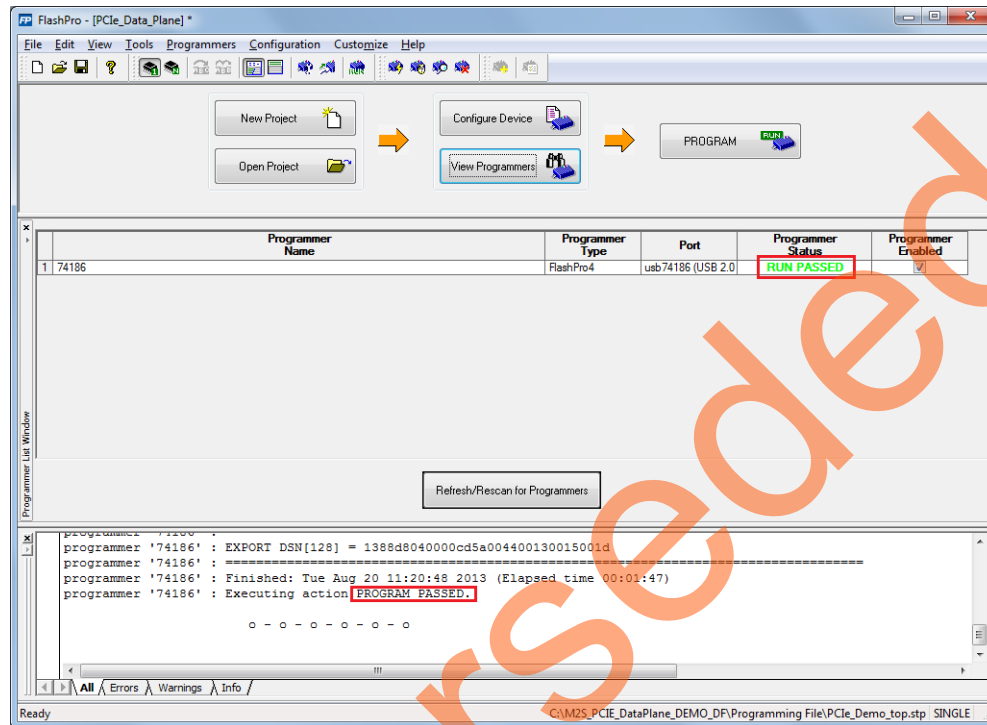 FlashPro - [PCIe_Data_Plane] *
File Edit View Tools Programmers Configuration Customize Help
New Project
Configure Device
PROGRAM
RUN
Open Project
View Programmers
Programmer Name
Programmer Type
Port
Programmer Status
Programmer Enabled
1 74186 FlashPro4 usb74186 (USB 2.0 RUN PASSED
Programmer List Window
Refresh/Rescan for Programmers
programmer '74186' :
programmer '74186' : EXPORT DSN[128] = 1388d8040000cd5a004400130015001d
programmer '74186' : ===============================================================================
programmer '74186' : Finished: Tue Aug 20 11:20:48 2013 (Elapsed time 00:01:47)
programmer '74186' : Executing action PROGRAM PASSED.
o - o - o - o - o - o
All Errors Warnings Info
Ready
C:\M2S_PCIE_DataPlane_DEMO_DF\Programming File\PCIe_Demo_top.stp SINGLE
rseded